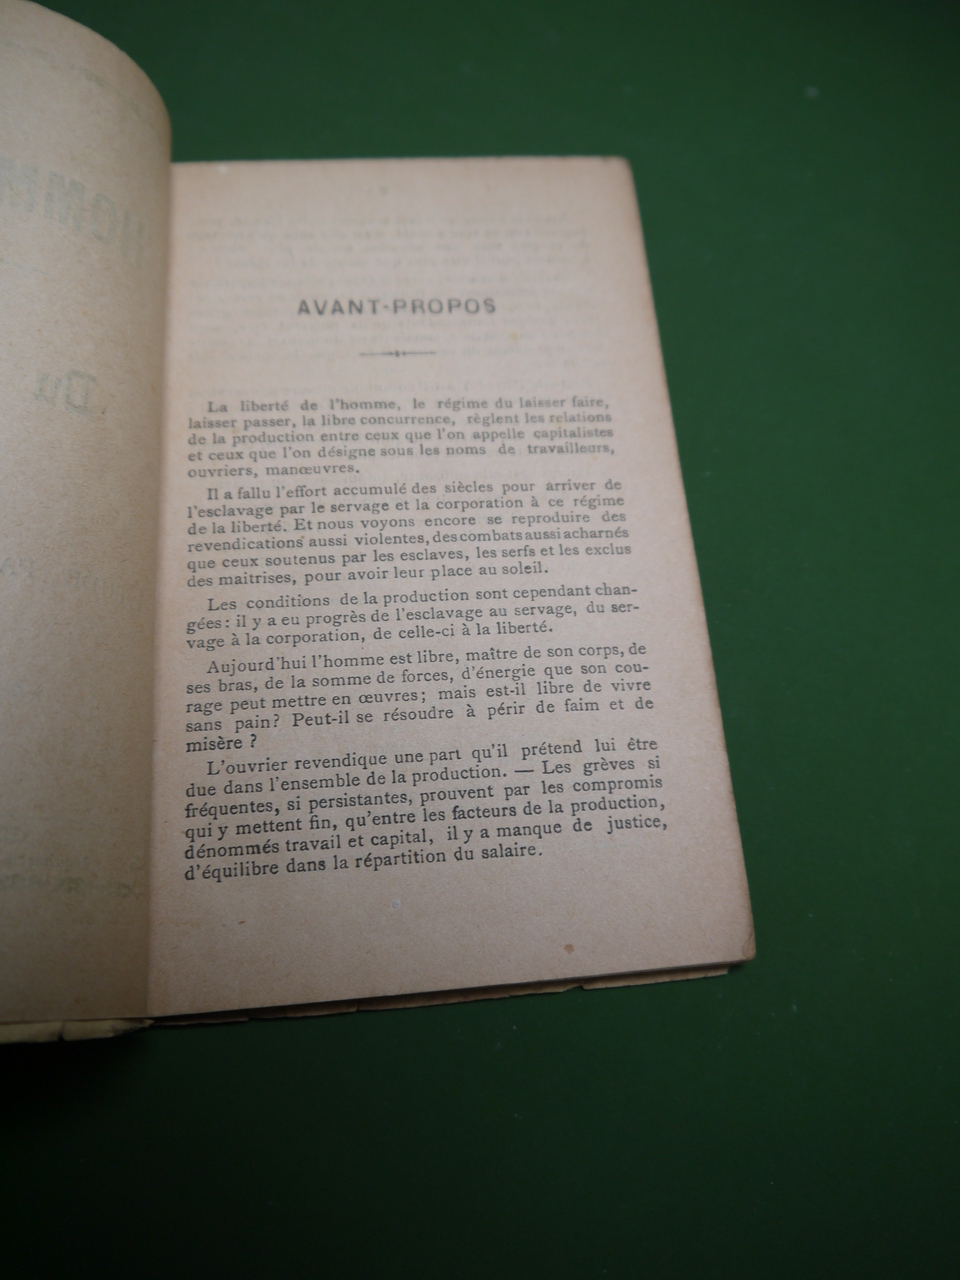 AVANT-PROPOS
La liberté de l'homme, le régime du laisser faire,
laisser passer, la libre concurrence, règlent les relations
de la production entre ceux que l'on appelle capitalistes
et ceux que l'on désigne sous les noms de travailleurs,
ouvriers, manœuvres.
Il a fallu l'effort accumulé des siècles pour arriver de
l'esclavage par le servage et la corporation à ce régime
de la liberté. Et nous voyons encore se reproduire des
revendications aussi violentes, des combats aussi acharnés
que ceux soutenus par les esclaves, les serfs et les exclus
des maitrises, pour avoir leur place au soleil.
Les conditions de la production sont cependant chan-
gées : il y a eu progrès de l'esclavage au servage, du ser-
vage à la corporation, de celle-ci à la liberté.
Aujourd'hui l'homme est libre, maître de son corps, de
ses bras, de la somme de forces, d'énergie que son cou-
rage peut mettre en œuvres ; mais est-il libre de vivre
sans pain ? Peut-il se résoudre à périr de faim et de
misère ?
L'ouvrier revendique une part qu'il prétend lui être
due dans l'ensemble de la production. — Les grèves si
fréquentes, si persistantes, prouvent par les compromis
qui y mettent fin, qu'entre les facteurs de la production,
dénommés travail et capital, il y a manque de justice,
d'équilibre dans la répartition du salaire.